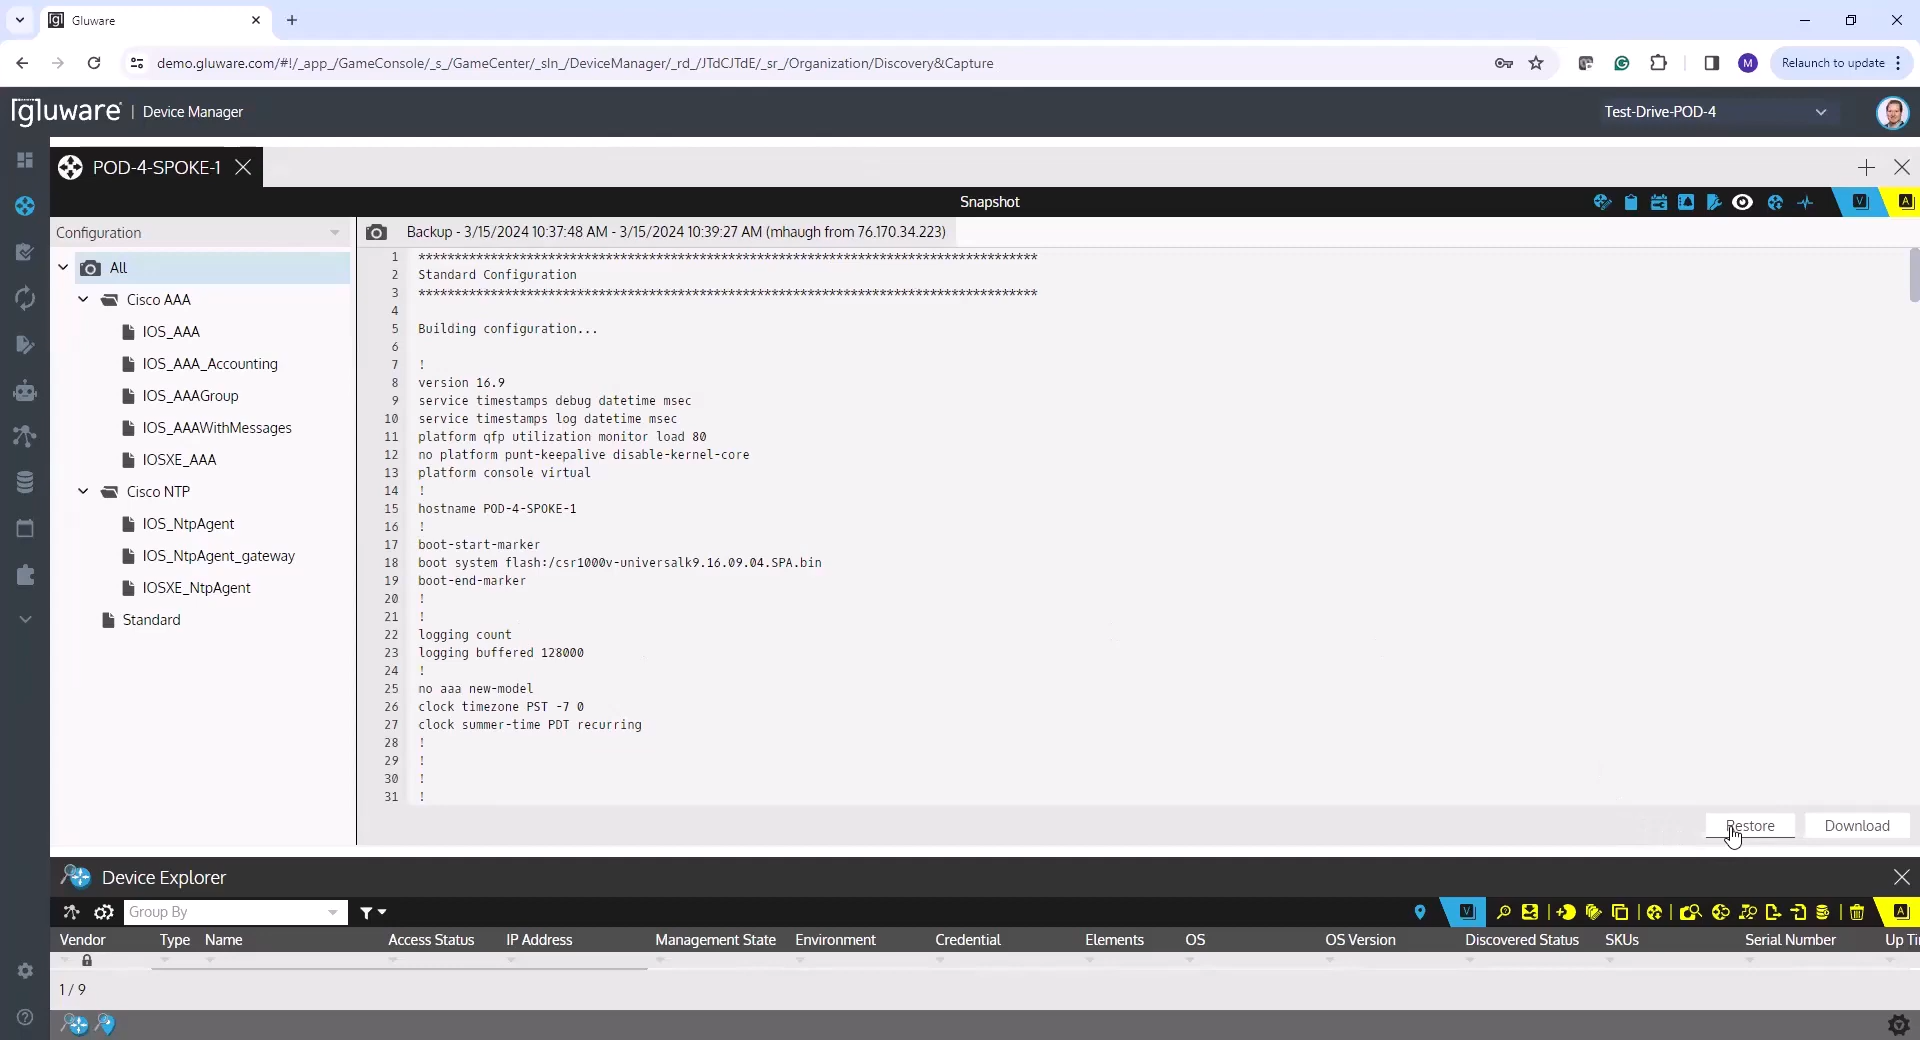 Gluware
demo.gluware.com/#!/_app_/GameConsole/_s_/GameCenter/_sln_/DeviceManager/_rd_/JTdCJTdE/_sr_/Organization/Discovery&Capture
M
Relaunch to update
[gluware | Device Manager
Test-Drive-POD-4
POD-4-SPOKE-1
Snapshot
V
A
Configuration
Backup - 3/15/2024 10:37:48 AM - 3/15/2024 10:39:27 AM (mhaugh from 76.170.34.223)
All
Cisco AAA
IOS_AAA
IOS_AAA_Accounting
IOS_AAAGroup
IOS_AAAWithMessages
IOSXE_AAA
Cisco NTP
IOS_NtpAgent
IOS_NtpAgent_gateway
IOSXE_NtpAgent
Standard
1 **************************************************************************************
2 Standard Configuration
3 **************************************************************************************
4
5 Building configuration...
6
7 !
8 version 16.9
9 service timestamps debug datetime msec
10 service timestamps log datetime msec
11 platform qfp utilization monitor load 80
12 no platform punt-keepalive disable-kernel-core
13 platform console virtual
14 !
15 hostname POD-4-SPOKE-1
16 !
17 boot-start-marker
18 boot system flash:/csr1000v-universalk9.16.09.04.SPA.bin
19 boot-end-marker
20 !
21 !
22 logging count
23 logging buffered 128000
24 !
25 no aaa new-model
26 clock timezone PST -7 0
27 clock summer-time PDT recurring
28 !
29 !
30 !
31 !
Restore
Download
Device Explorer
Group By
V
A
Vendor Type Name Access Status IP Address Management State Environment Credential Elements OS OS Version Discovered Status SKUs Serial Number Up Ti
1 / 9